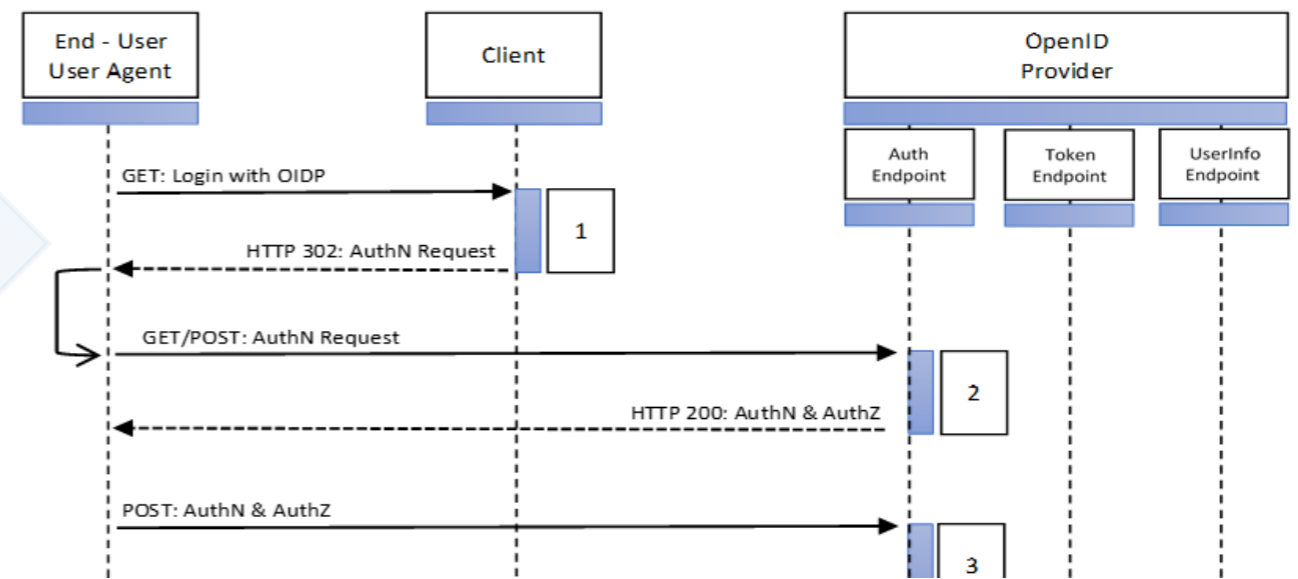 End - User
User Agent
Client
OpenID
Provider
Auth
Endpoint
Token
Endpoint
UserInfo
Endpoint
GET: Login with OIDP
1
HTTP 302: AuthN Request
GET/POST: AuthN Request
2
HTTP 200: AuthN & AuthZ
POST: AuthN & AuthZ
3